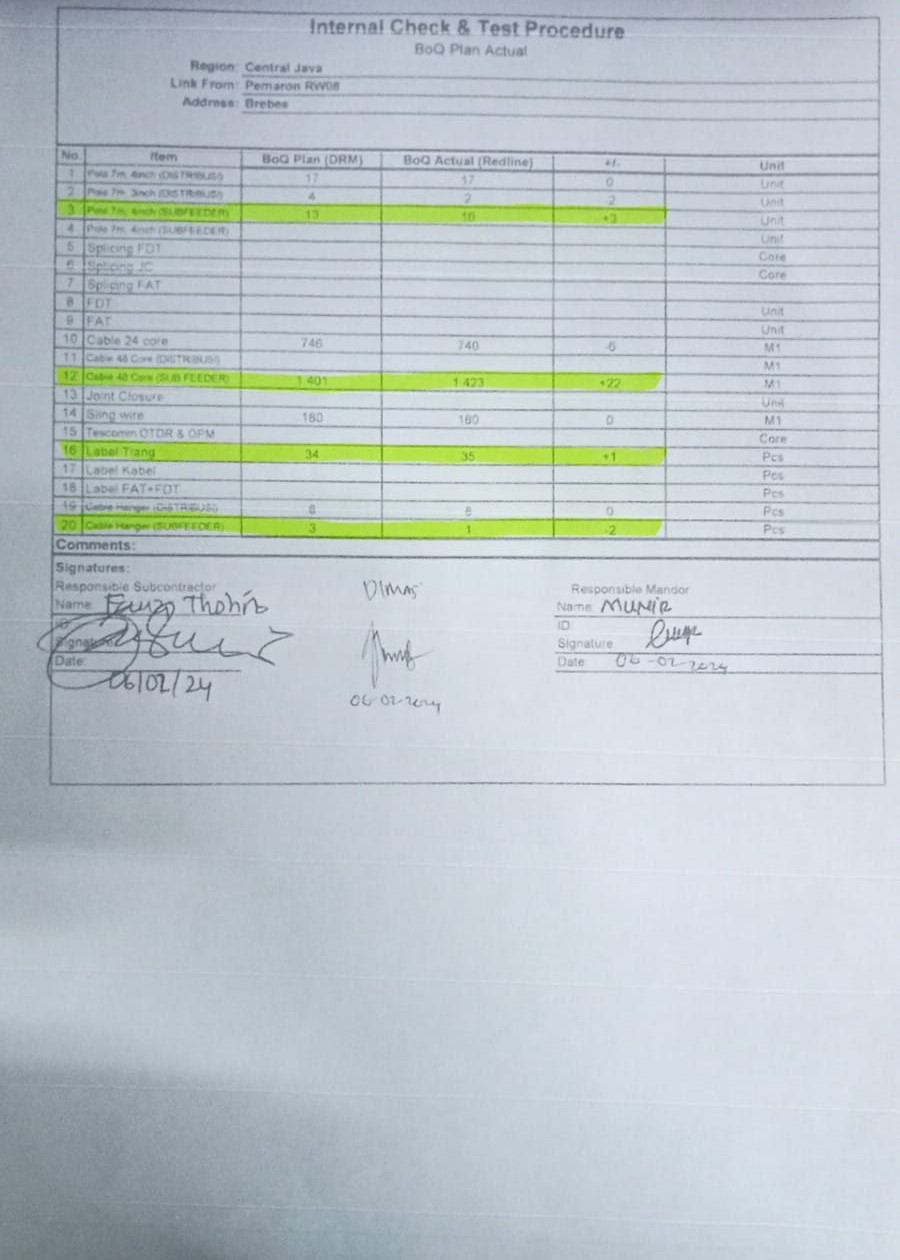 Internal Check & Test Procedure
BoQ Plan Actual
Region: Central Java
Link From: Pemaron RW08
Address: Brebes
No. Item BoQ Plan (DRM) BoQ Actual (Redline) +/- Unit
1 Pole 7m, (DISTRIBUSI) 17 17 0 Unit
2 Pole 7m, 3inch (DISTRIBUSI) 4 2 -2 Unit
3 Pole 7m, (SUBFEEDER) 13 +3 Unit
4 Pole 7m, 4inch (SUBFEEDER) Unit
5 Splicing FDT Core
6 Splicing JC Core
7 Splicing FAT
8 FDT Unit
9 FAT Unit
10 Cable 24 core 746 740 -6 M1
11 Cable 48 Core (DISTRIBUSI) M1
12 Cable 48 Core (SUB FEEDER) 1.401 1.423 +22 M1
13 Joint Closure Unit
14 Sling wire 180 180 0 M1
15 Tescomm OTDR & OPM Core
16 Label Tiang 34 35 +1 Pcs
17 Label Kabel Pcs
18 Label FAT+FDT Pcs
19 Cable Hanger (DISTRIBUSI) 8 8 0 Pcs
20 Cable Hanger (SUBFEEDER) 3 1 -2 Pcs
Comments:
Signatures:
Responsible Subcontractor Dimas Responsible Mandor
Name Name MUNIR
ID ID
Signature Signature
Date Date 06-02-2024
06/02/24 06-02-2024